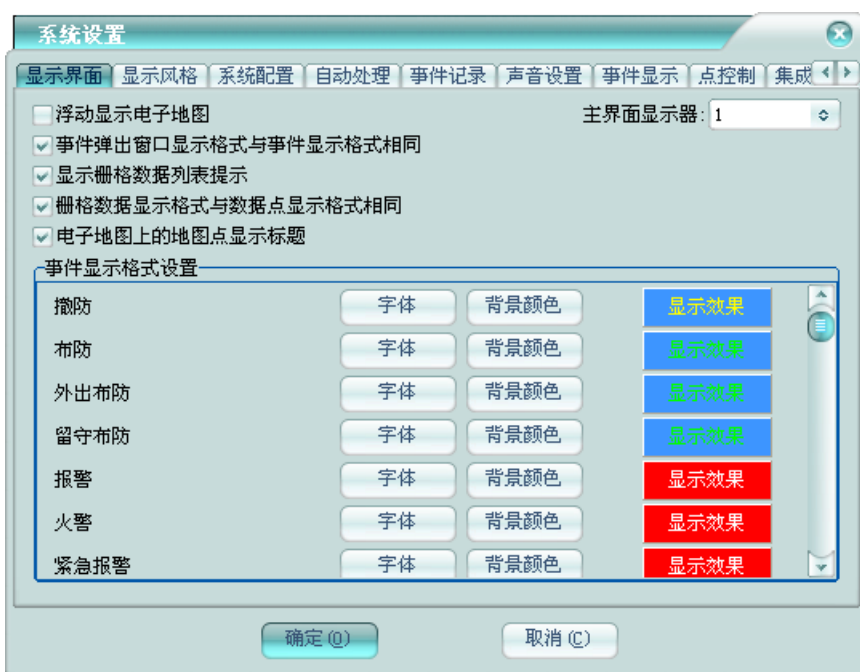 系统设置
显示界面 显示风格 系统配置 自动处理 事件记录 声音设置 事件显示 点控制 集成
浮动显示电子地图 主界面显示器: 1
事件弹出窗口显示格式与事件显示格式相同
显示栅格数据列表提示
栅格数据显示格式与数据点显示格式相同
电子地图上的地图点显示标题
事件显示格式设置
撤防 字体 背景颜色 显示效果
布防 字体 背景颜色 显示效果
外出布防 字体 背景颜色 显示效果
留守布防 字体 背景颜色 显示效果
报警 字体 背景颜色 显示效果
火警 字体 背景颜色 显示效果
紧急报警 字体 背景颜色 显示效果
确定(O) 取消(C)